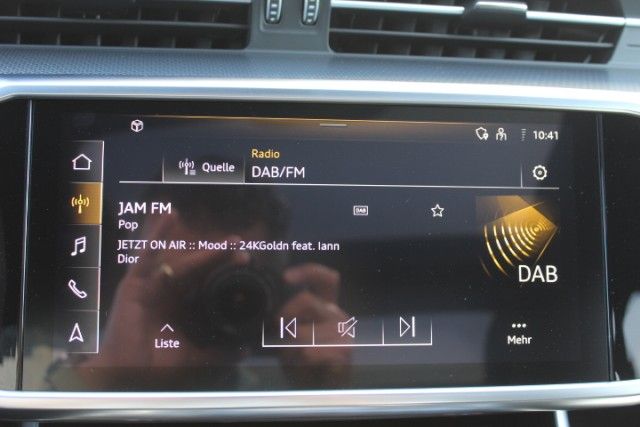 10:41
Radio
Quelle DAB/FM
JAM FM DAB
Pop
JETZT ON AIR :: Mood :: 24KGoldn feat. Iann
Dior
DAB
Liste
Mehr